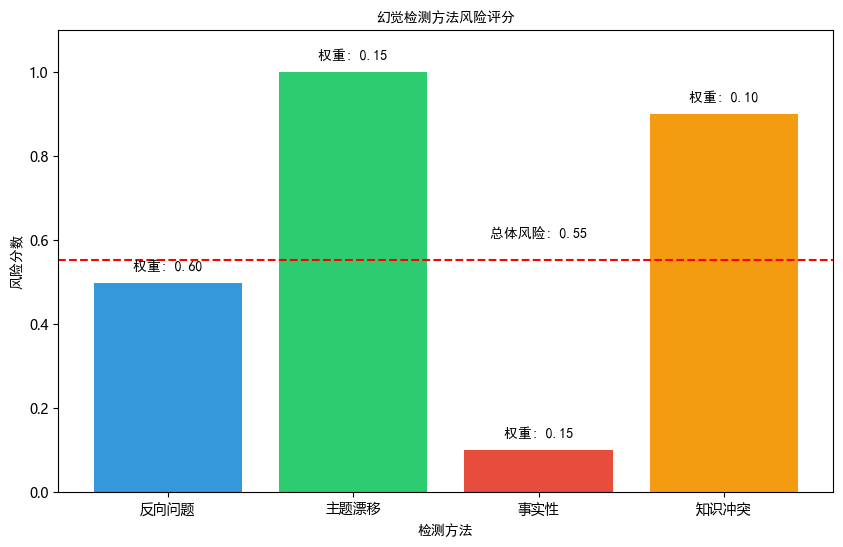 幻觉检测方法风险评分
风险分数
1.0
0.8
0.6
0.4
0.2
0.0
权重: 0.60
权重: 0.15
权重: 0.15
权重: 0.10
总体风险: 0.55
反向问题
主题漂移
事实性
知识冲突
检测方法